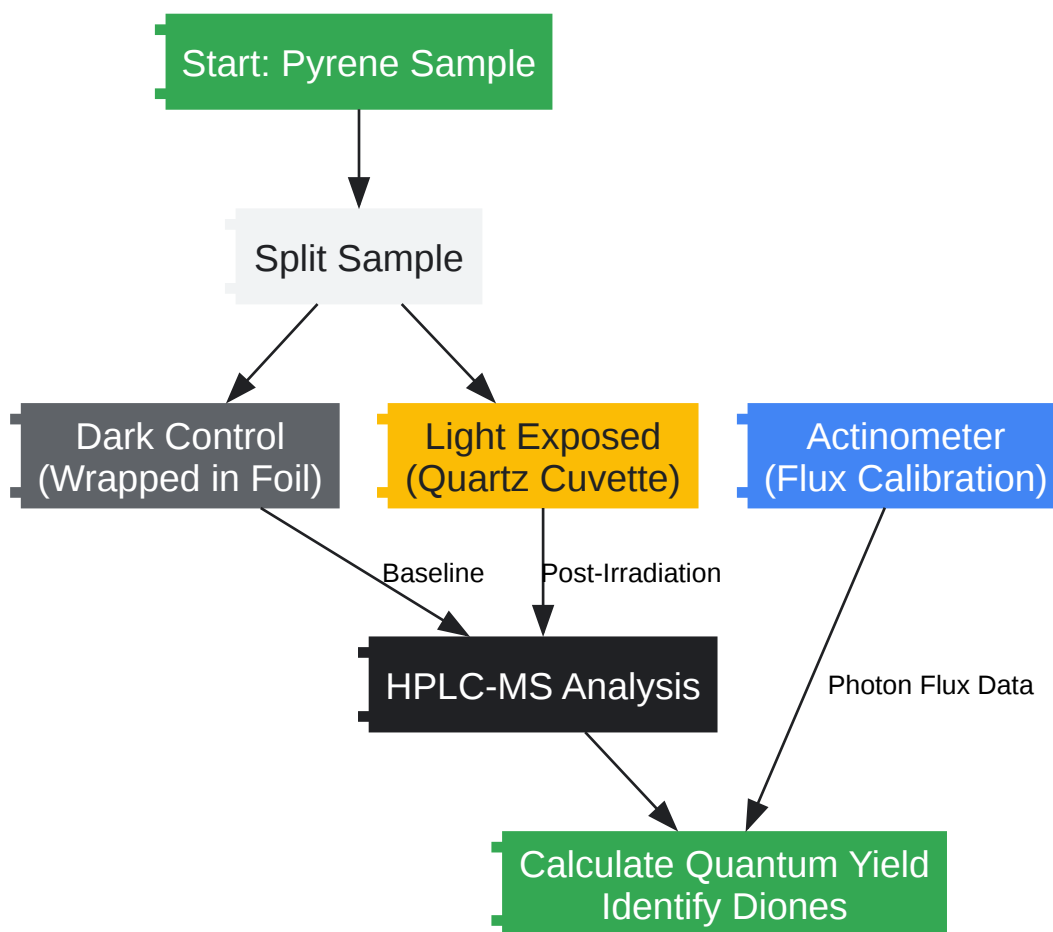 Start: Pyrene Sample
Split Sample
Dark Control
(Wrapped in Foil)
Light Exposed
(Quartz Cuvette)
Actinometer
(Flux Calibration)
Baseline
Post-Irradiation
HPLC-MS Analysis
Photon Flux Data
Calculate Quantum Yield
Identify Diones